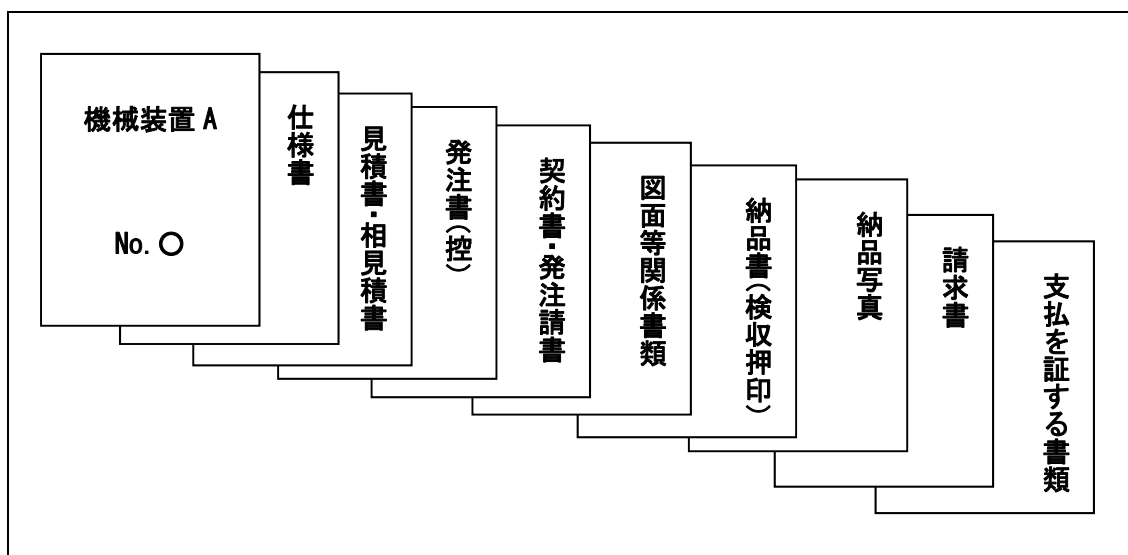 機械装置 A
No. ○
仕様書
見積書・相見積書
発注書(控)
契約書・発注請書
図面等関係書類
納品書(検収押印)
納品写真
請求書
支払を証する書類